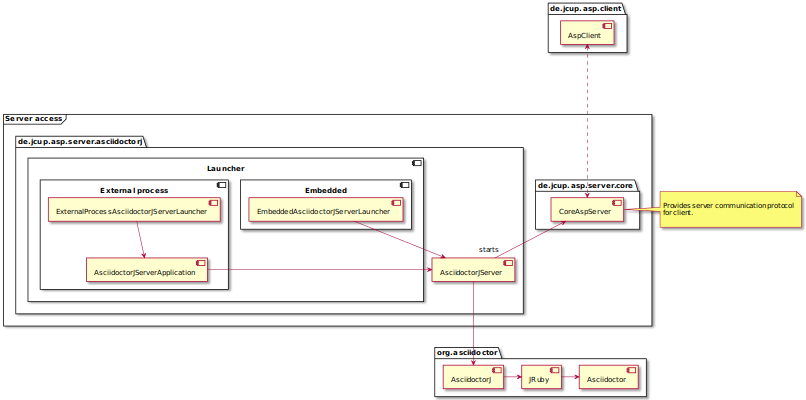 de.jcup.asp.client
AspClient
Server access
de.jcup.asp.server.asciidoctorj
Launcher
External process
Embedded
de.jcup.asp.server.core
ExternalProcessAsciidoctorJServerLauncher
EmbeddedAsciidoctorJServerLauncher
CoreAspServer
Provides server communication protocol
for client.
starts
AsciidoctorJServerApplication
AsciidoctorJServer
org.asciidoctor
AsciidoctorJ
JRuby
Asciidoctor